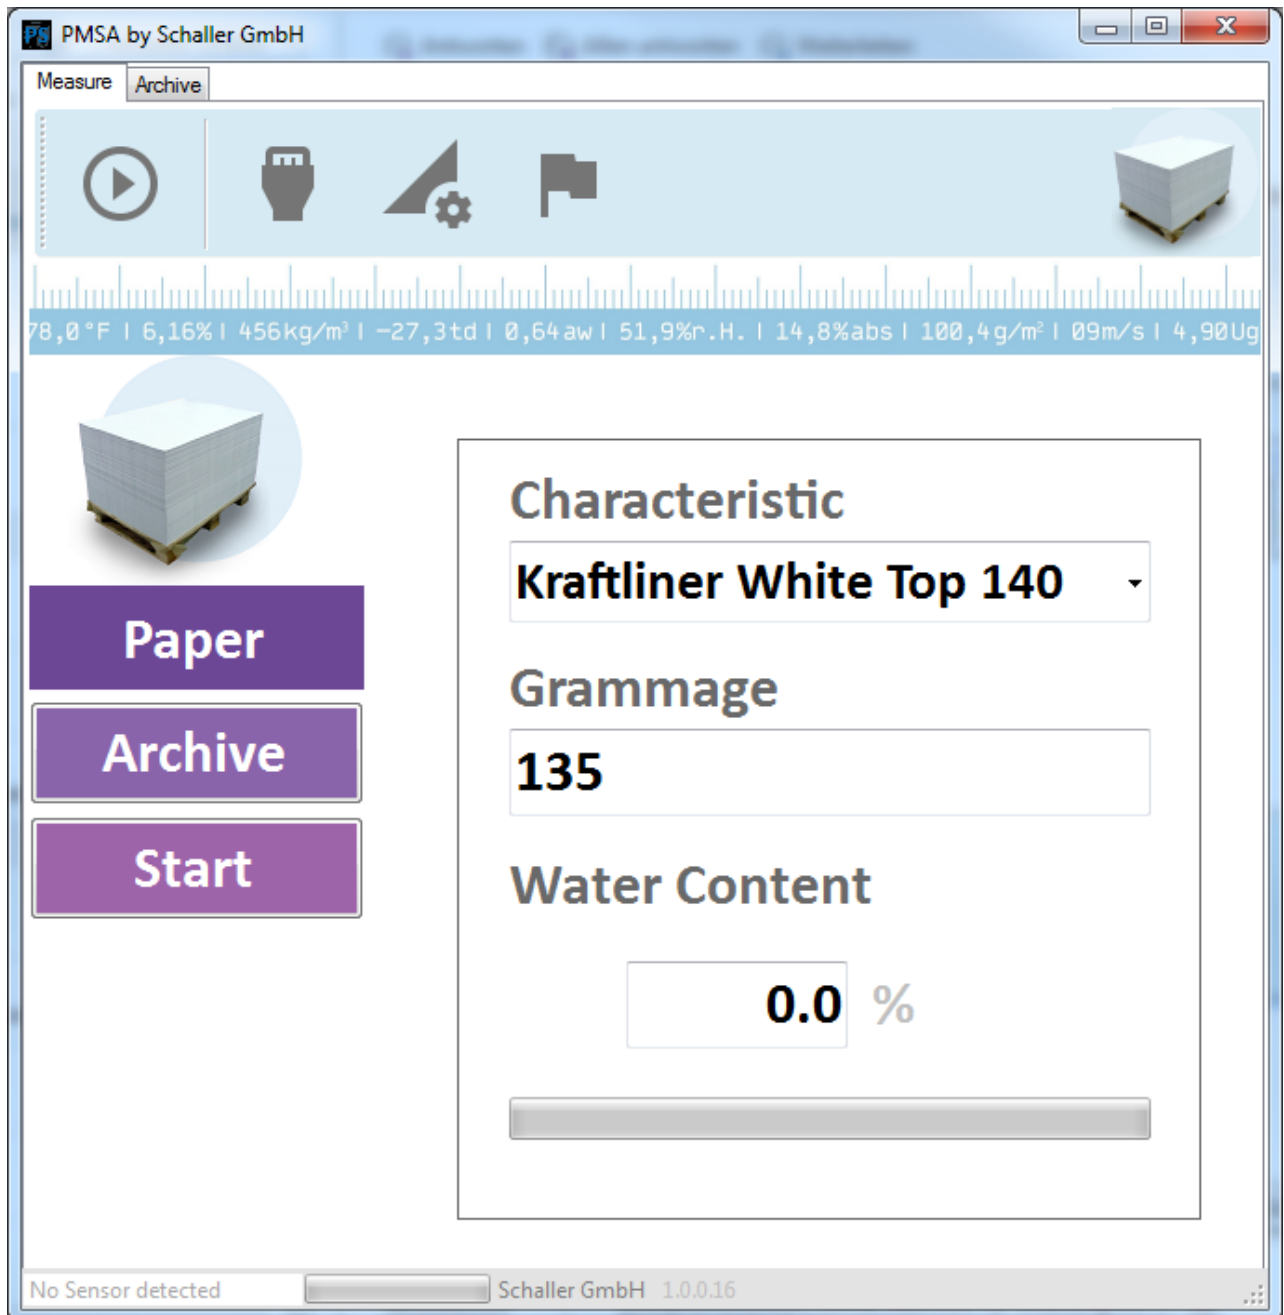 PMSA by Schaller GmbH
Measure Archive
78,0°F | 6,16% | 456kg/m³ | -27,3td | 0,64aw | 51,9%r.H. | 14,8%abs | 100,4g/m² | 09m/s | 4,90Ug
Paper
Archive
Start
Characteristic
Kraftliner White Top 140
Grammage
135
Water Content
0.0 %
No Sensor detected Schaller GmbH 1.0.0.16